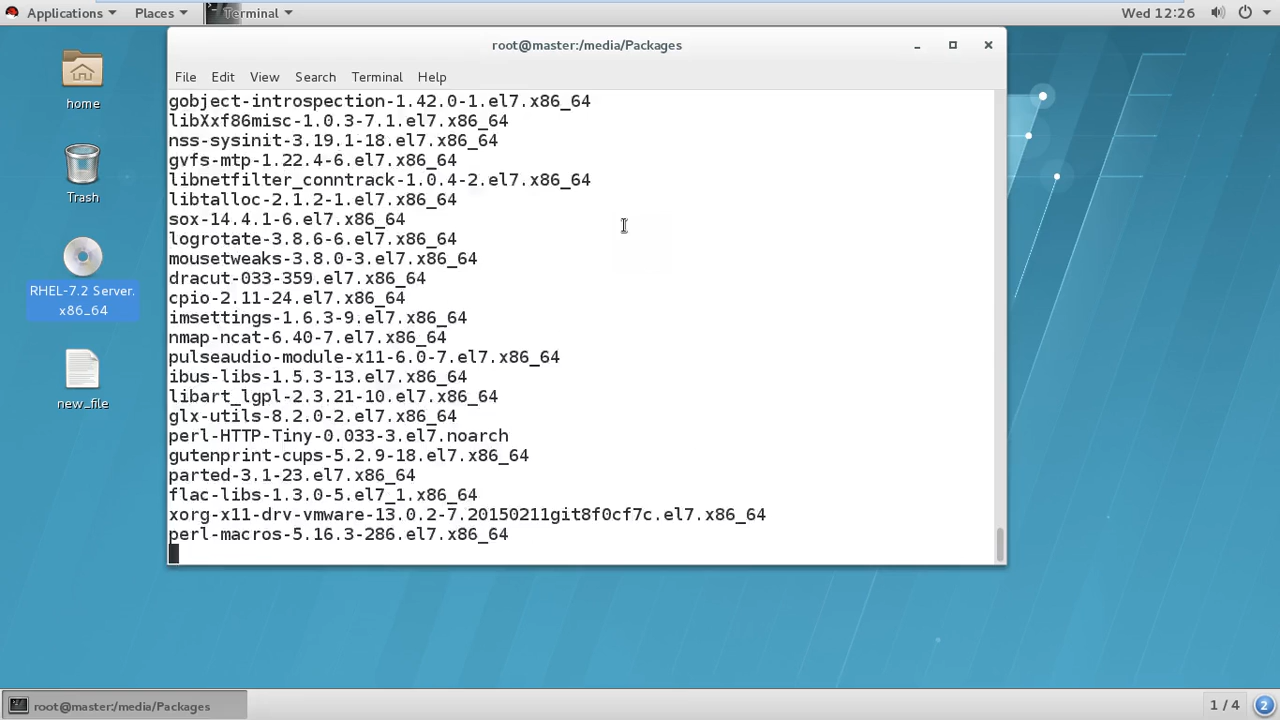 Applications Places Terminal Wed 12:26
root@master:/media/Packages
File Edit View Search Terminal Help
gobject-introspection-1.42.0-1.el7.x86_64
libXxf86misc-1.0.3-7.1.el7.x86_64
nss-sysinit-3.19.1-18.el7.x86_64
gvfs-mtp-1.22.4-6.el7.x86_64
libnetfilter_conntrack-1.0.4-2.el7.x86_64
libtalloc-2.1.2-1.el7.x86_64
sox-14.4.1-6.el7.x86_64
logrotate-3.8.6-6.el7.x86_64
mousetweaks-3.8.0-3.el7.x86_64
dracut-033-359.el7.x86_64
cpio-2.11-24.el7.x86_64
imsettings-1.6.3-9.el7.x86_64
nmap-ncat-6.40-7.el7.x86_64
pulseaudio-module-x11-6.0-7.el7.x86_64
ibus-libs-1.5.3-13.el7.x86_64
libart_lgpl-2.3.21-10.el7.x86_64
glx-utils-8.2.0-2.el7.x86_64
perl-HTTP-Tiny-0.033-3.el7.noarch
gutenprint-cups-5.2.9-18.el7.x86_64
parted-3.1-23.el7.x86_64
flac-libs-1.3.0-5.el7_1.x86_64
xorg-x11-drv-vmware-13.0.2-7.20150211git8f0cf7c.el7.x86_64
perl-macros-5.16.3-286.el7.x86_64
home
Trash
RHEL-7.2 Server.
x86_64
new_file
root@master:/media/Packages 1 / 4 2